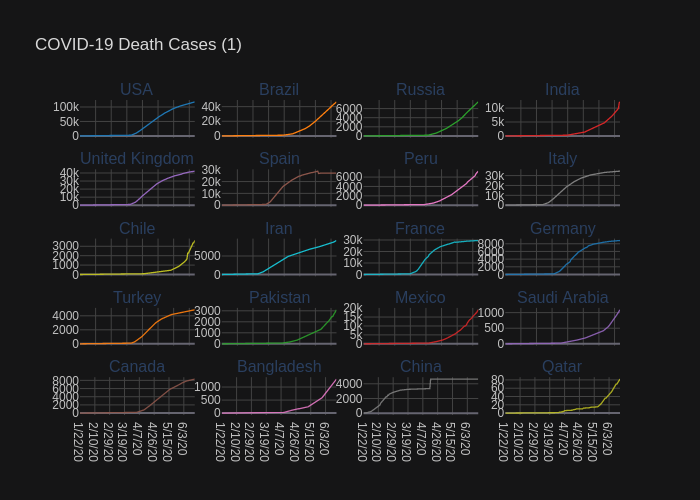 COVID-19 Death Cases (1)
USA Brazil Russia India
100k 50k 0 40k 20k 0 6000 4000 2000 0 10k 5k 0
United Kingdom Spain Peru Italy
40k 30k 20k 10k 0 30k 20k 10k 0 6000 4000 2000 0 30k 20k 10k 0
Chile Iran France Germany
3000 2000 1000 0 5000 0 30k 20k 10k 0 8000 6000 4000 2000 0
Turkey Pakistan Mexico Saudi Arabia
4000 2000 0 3000 2000 1000 0 20k 15k 10k 5k 0 1000 500 0
Canada Bangladesh China Qatar
8000 6000 4000 2000 0 1000 500 0 4000 2000 0 80 60 40 20 0
1/22/20 2/10/20 2/29/20 3/19/20 4/7/20 4/26/20 5/15/20 6/3/20 1/22/20 2/10/20 2/29/20 3/19/20 4/7/20 4/26/20 5/15/20 6/3/20 1/22/20 2/10/20 2/29/20 3/19/20 4/7/20 4/26/20 5/15/20 6/3/20 1/22/20 2/10/20 2/29/20 3/19/20 4/7/20 4/26/20 5/15/20 6/3/20